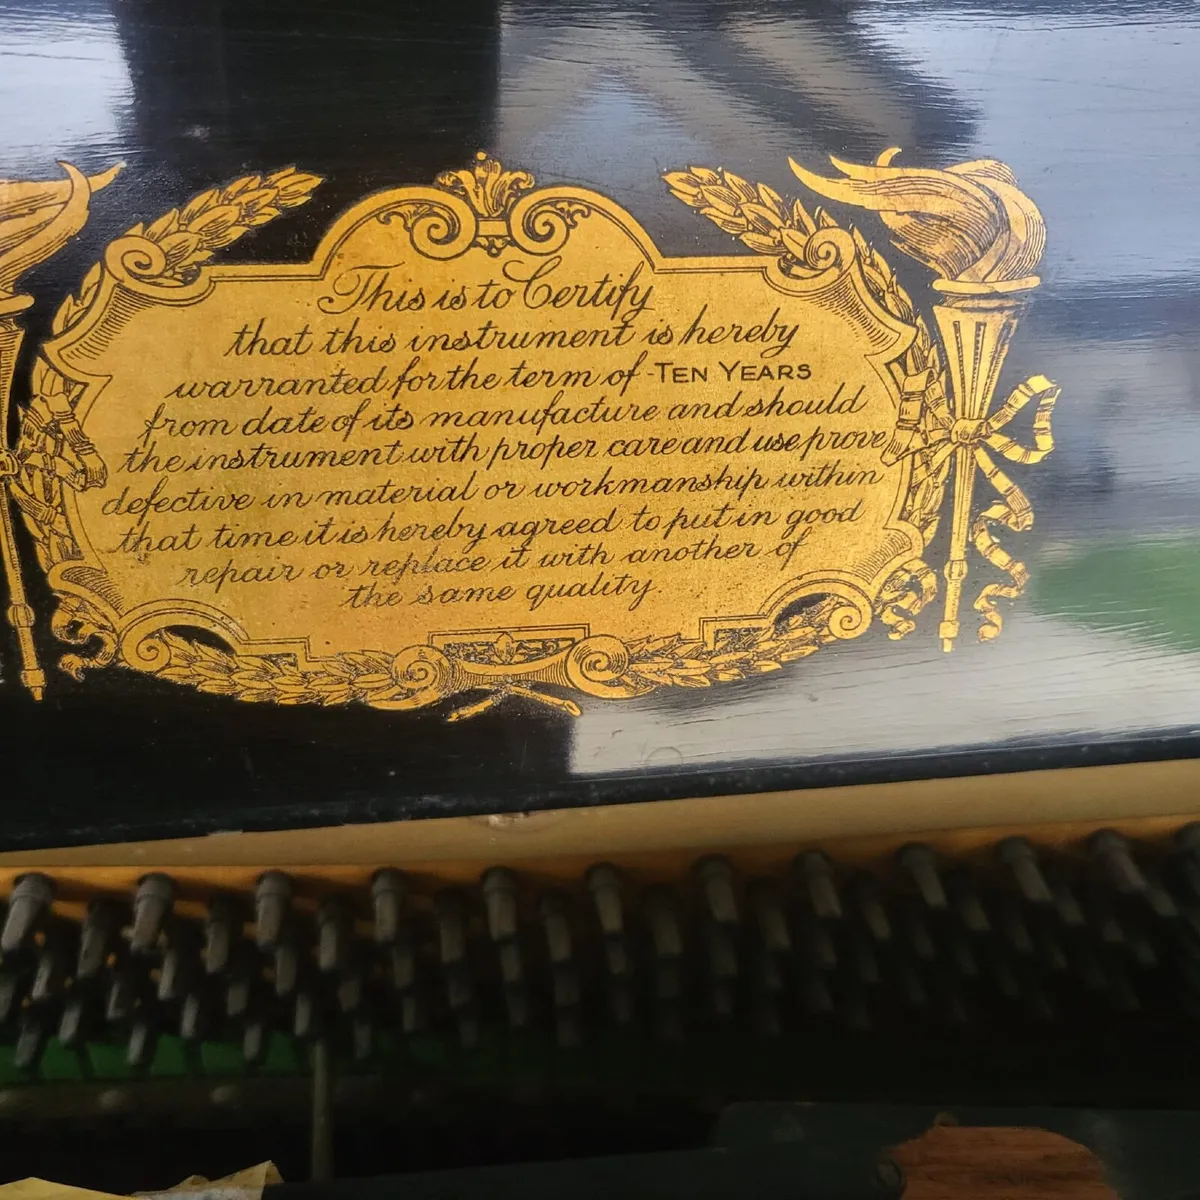 This is to Certify
that this instrument is hereby
warranted for the term of -TEN YEARS
from date of its manufacture and should
the instrument with proper care and use prove
defective in material or workmanship within
that time it is hereby agreed to put in good
repair or replace it with another of
the same quality.